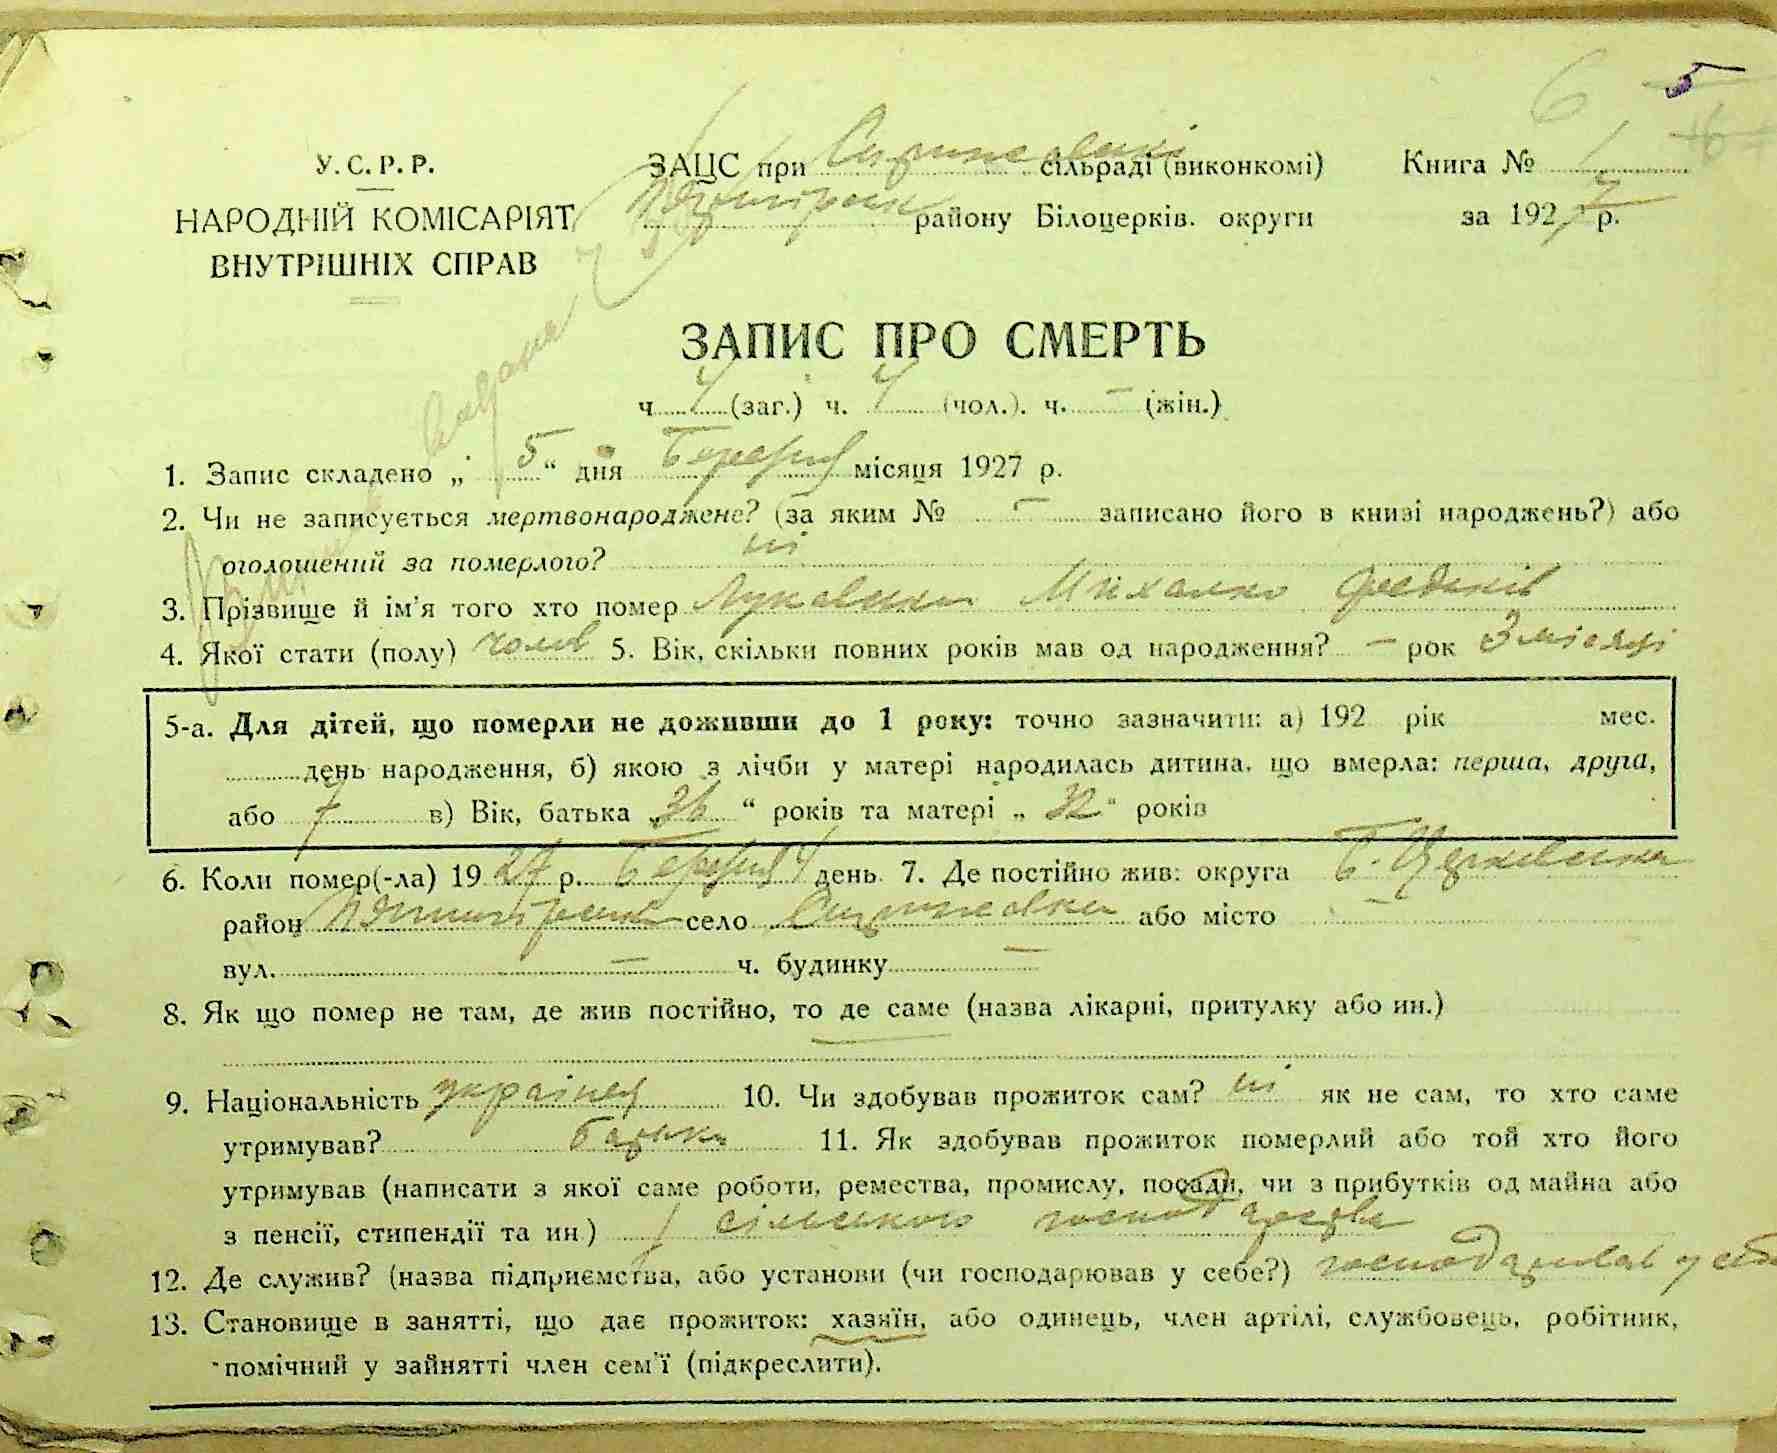 5
6
У. С. Р. Р.
НАРОДНІЙ КОМІСАРІЯТ
ВНУТРІШНІХ СПРАВ
ЗАЦС при сільраді (виконкомі)
району Білоцерків. округи
Книга № 1
за 1927 р.
ЗАПИС ПРО СМЕРТЬ
ч 4 (заг.) ч. 4 (чол.). ч. – (жін.)
1. Запис складено „ 5 “ дня Березня місяця 1927 р.
2. Чи не записується мертвонароджене? (за яким № – записано його в книзі народжень?) або
оголошений за померлого? ні
3. Прізвище й ім'я того хто помер Михалко
4. Якої стати (полу) чолов 5. Вік, скільки повних років мав од народження? – рок 3 місяці
5-а. Для дітей, що померли не доживши до 1 року: точно зазначити: а) 192 рік мес.
день народження, б) якою з лічби у матері народилась дитина, що вмерла: перша, друга,
або 7 в) Вік, батька „36“ років та матері „ 32 “ років
6. Коли помер(-ла) 1927 р. Березня 4 день 7. Де постійно жив: округа Б. Церківська
район село або місто –
вул. – ч. будинку –
8. Як що помер не там, де жив постійно, то де саме (назва лікарні, притулку або ин.)
–
9. Національність українец 10. Чи здобував прожиток сам? ні як не сам, то хто саме
утримував? батьки 11. Як здобував прожиток померлий або той хто його
утримував (написати з якої саме роботи, ремества, промислу, посади, чи з прибутків од майна або
з пенсії, стипендії та ин) з сільського господарства
12. Де служив? (назва підприємства, або установи (чи господарював у себе?) господарював у себе
13. Становище в занятті, що дає прожиток: хазяїн, або одинець, член артілі, службовець, робітник,
помічний у зайнятті член сем'ї (підкреслити).